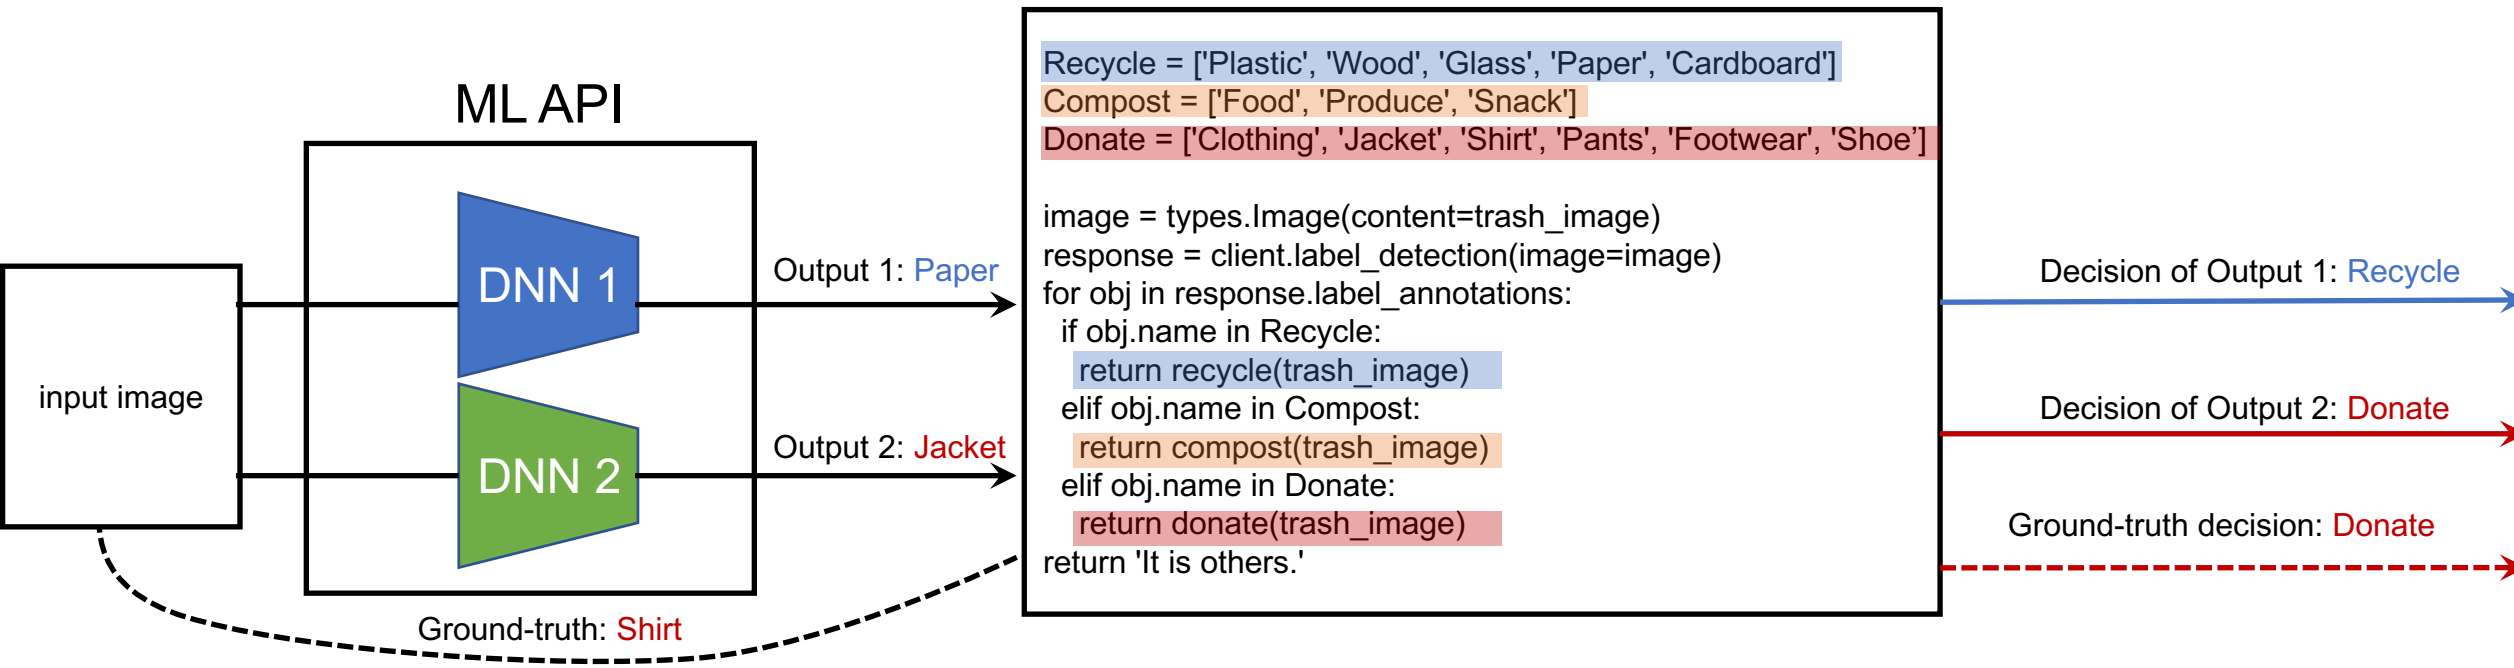 ML API
input image
DNN 1
DNN 2
Output 1: Paper
Output 2: Jacket
Ground-truth: Shirt
Recycle = ['Plastic', 'Wood', 'Glass', 'Paper', 'Cardboard']
Compost = ['Food', 'Produce', 'Snack']
Donate = ['Clothing', 'Jacket', 'Shirt', 'Pants', 'Footwear', 'Shoe’]
image = types.Image(content=trash_image)
response = client.label_detection(image=image)
for obj in response.label_annotations:
if obj.name in Recycle:
return recycle(trash_image)
elif obj.name in Compost:
return compost(trash_image)
elif obj.name in Donate:
return donate(trash_image)
return 'It is others.'
Decision of Output 1: Recycle
Decision of Output 2: Donate
Ground-truth decision: Donate